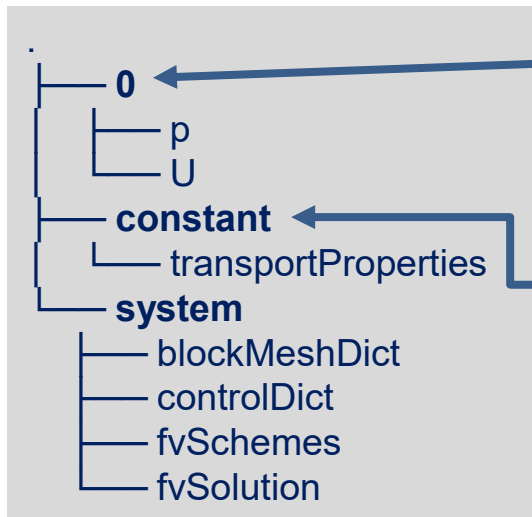 .
0
p
U
constant
transportProperties
system
blockMeshDict
controlDict
fvSchemes
fvSolution